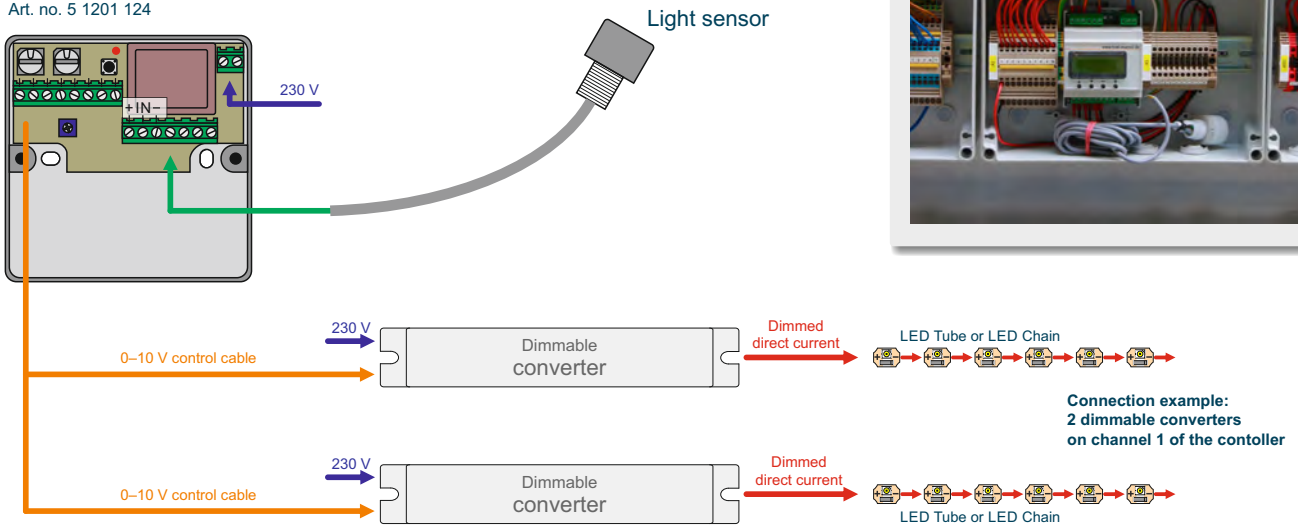 Art. no. 5 1201 124
Light sensor
230 V
+IN−
230 V
Dimmable
converter
0–10 V control cable
Dimmed
direct current
LED Tube or LED Chain
Connection example:
2 dimmable converters
on channel 1 of the contoller
230 V
Dimmable
converter
0–10 V control cable
Dimmed
direct current
LED Tube or LED Chain